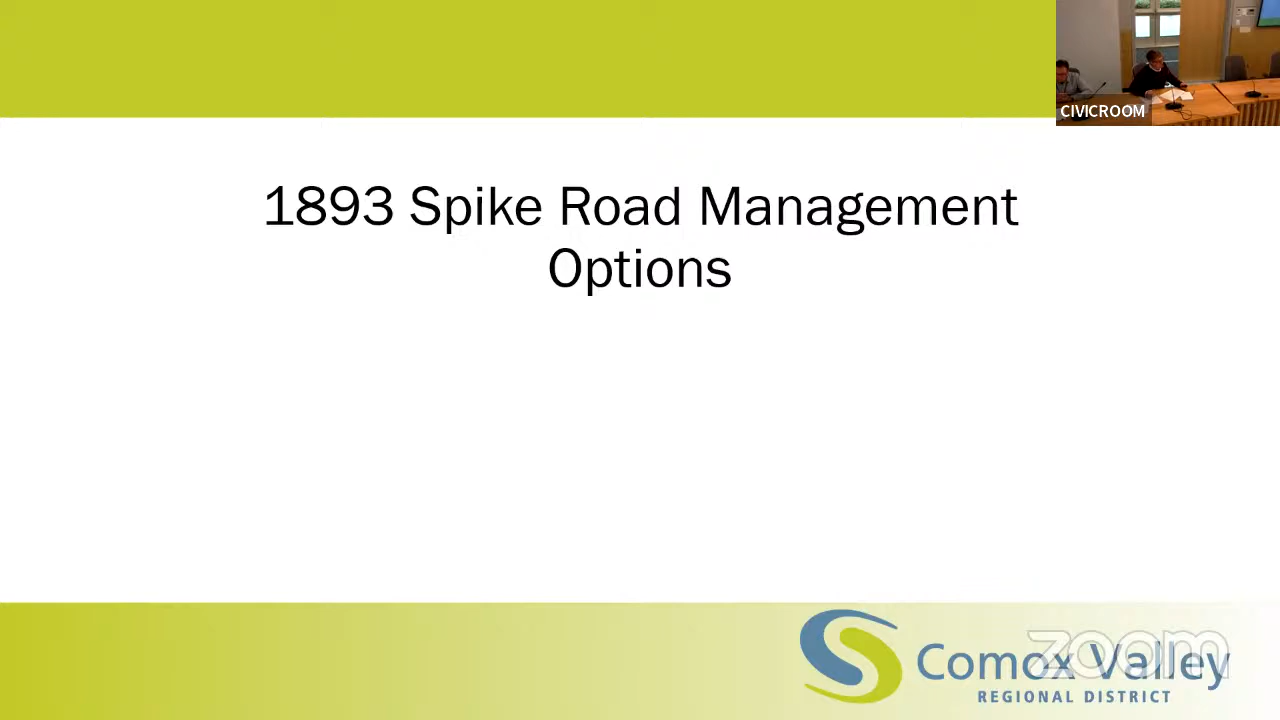 CIVICROOM
1893 Spike Road Management
Options
zoom
Comox Valley
REGIONAL DISTRICT